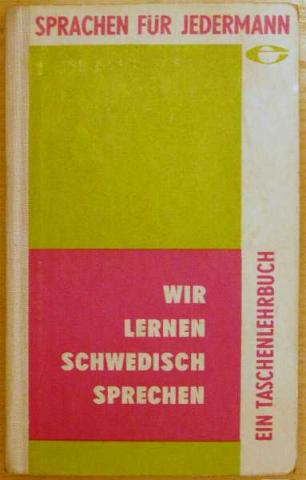 SPRACHEN FÜR JEDERMANN
WIR
LERNEN
SCHWEDISCH
SPRECHEN
EIN TASCHENLEHRBUCH